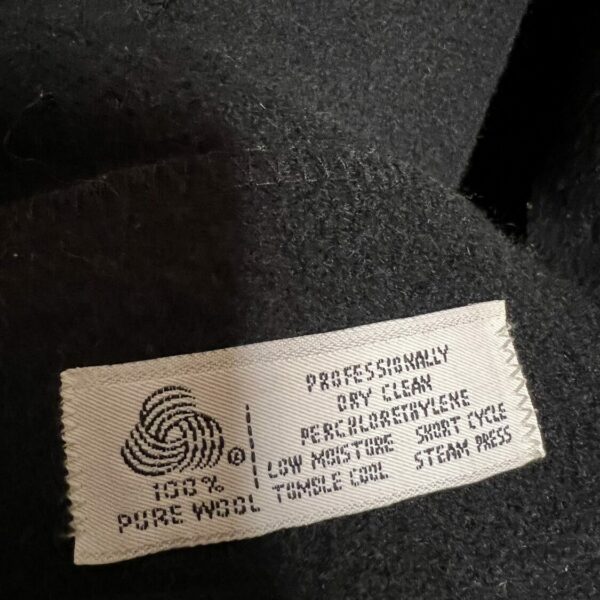 ®
100%
PURE WOOL
PROFESSIONALLY
DRY CLEAN
PERCHLORETHYLENE
LOW MOISTURE SHORT CYCLE
TUMBLE COOL STEAM PRESS